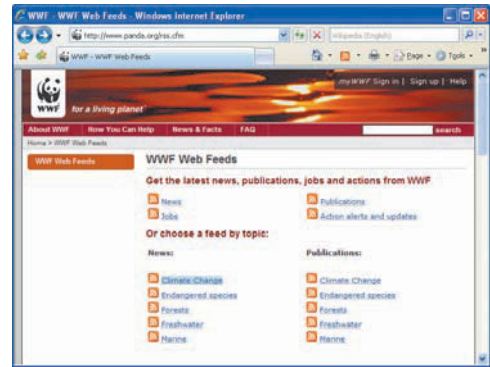 WWF - WWF Web Feeds - Windows Internet Explorer
http://www.panda.org/rss.cfm
Wikipedia (English)
WWF - WWF Web Feeds
Page
Tools
myWWF Sign in | Sign up | Help
WWF
for a living planet
About WWF How You Can Help News & Facts FAQ search
Home > WWF Web Feeds
WWF Web Feeds
WWF Web Feeds
Get the latest news, publications, jobs and actions from WWF
News Publications
Jobs Action alerts and updates
Or choose a feed by topic:
News: Publications:
Climate Change Climate Change
Endangered species Endangered species
Forests Forests
Freshwater Freshwater
Marine Marine